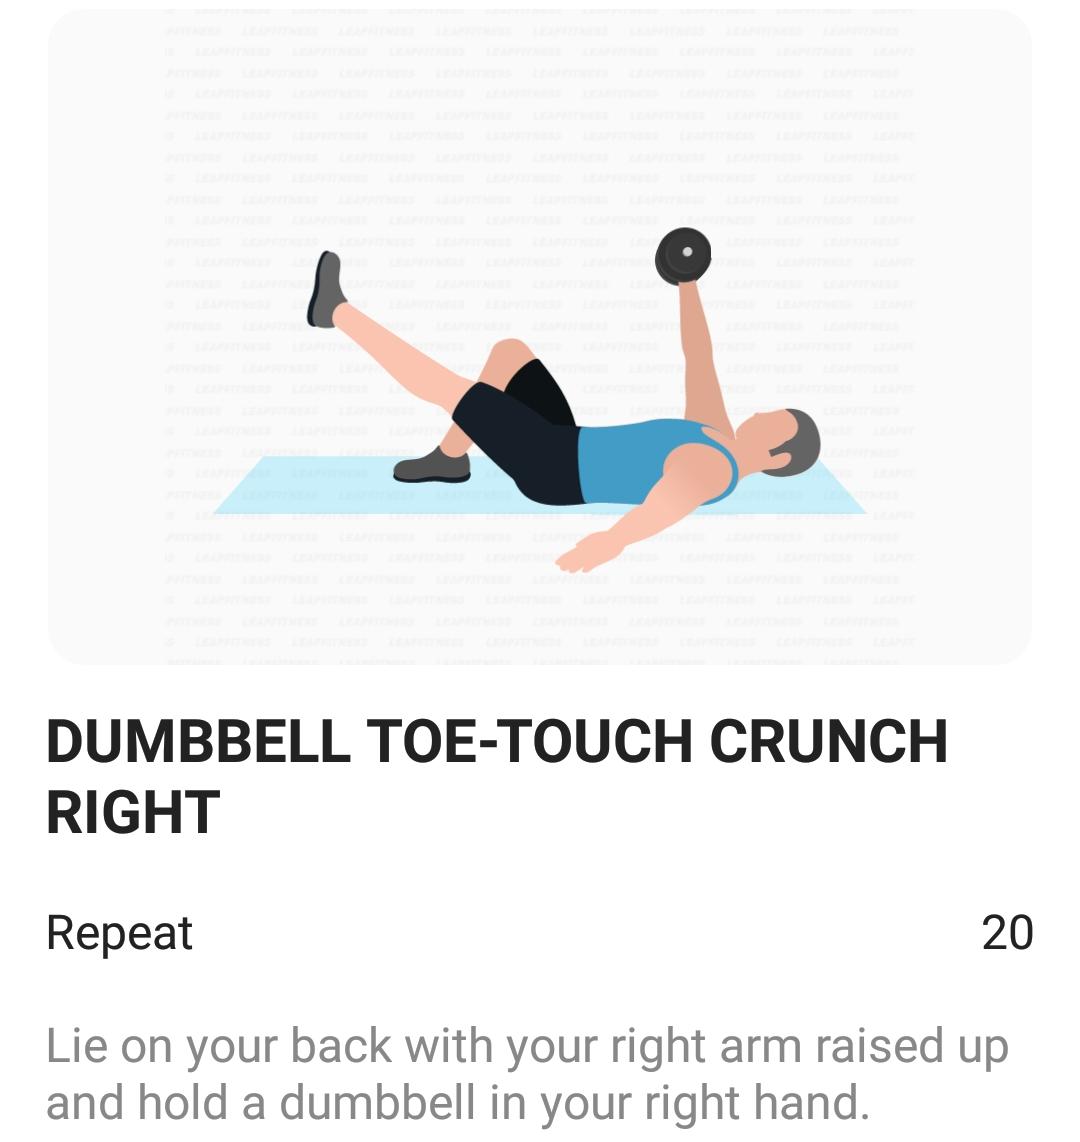 DUMBBELL TOE-TOUCH CRUNCH
RIGHT
Repeat 20
Lie on your back with your right arm raised up
and hold a dumbbell in your right hand.